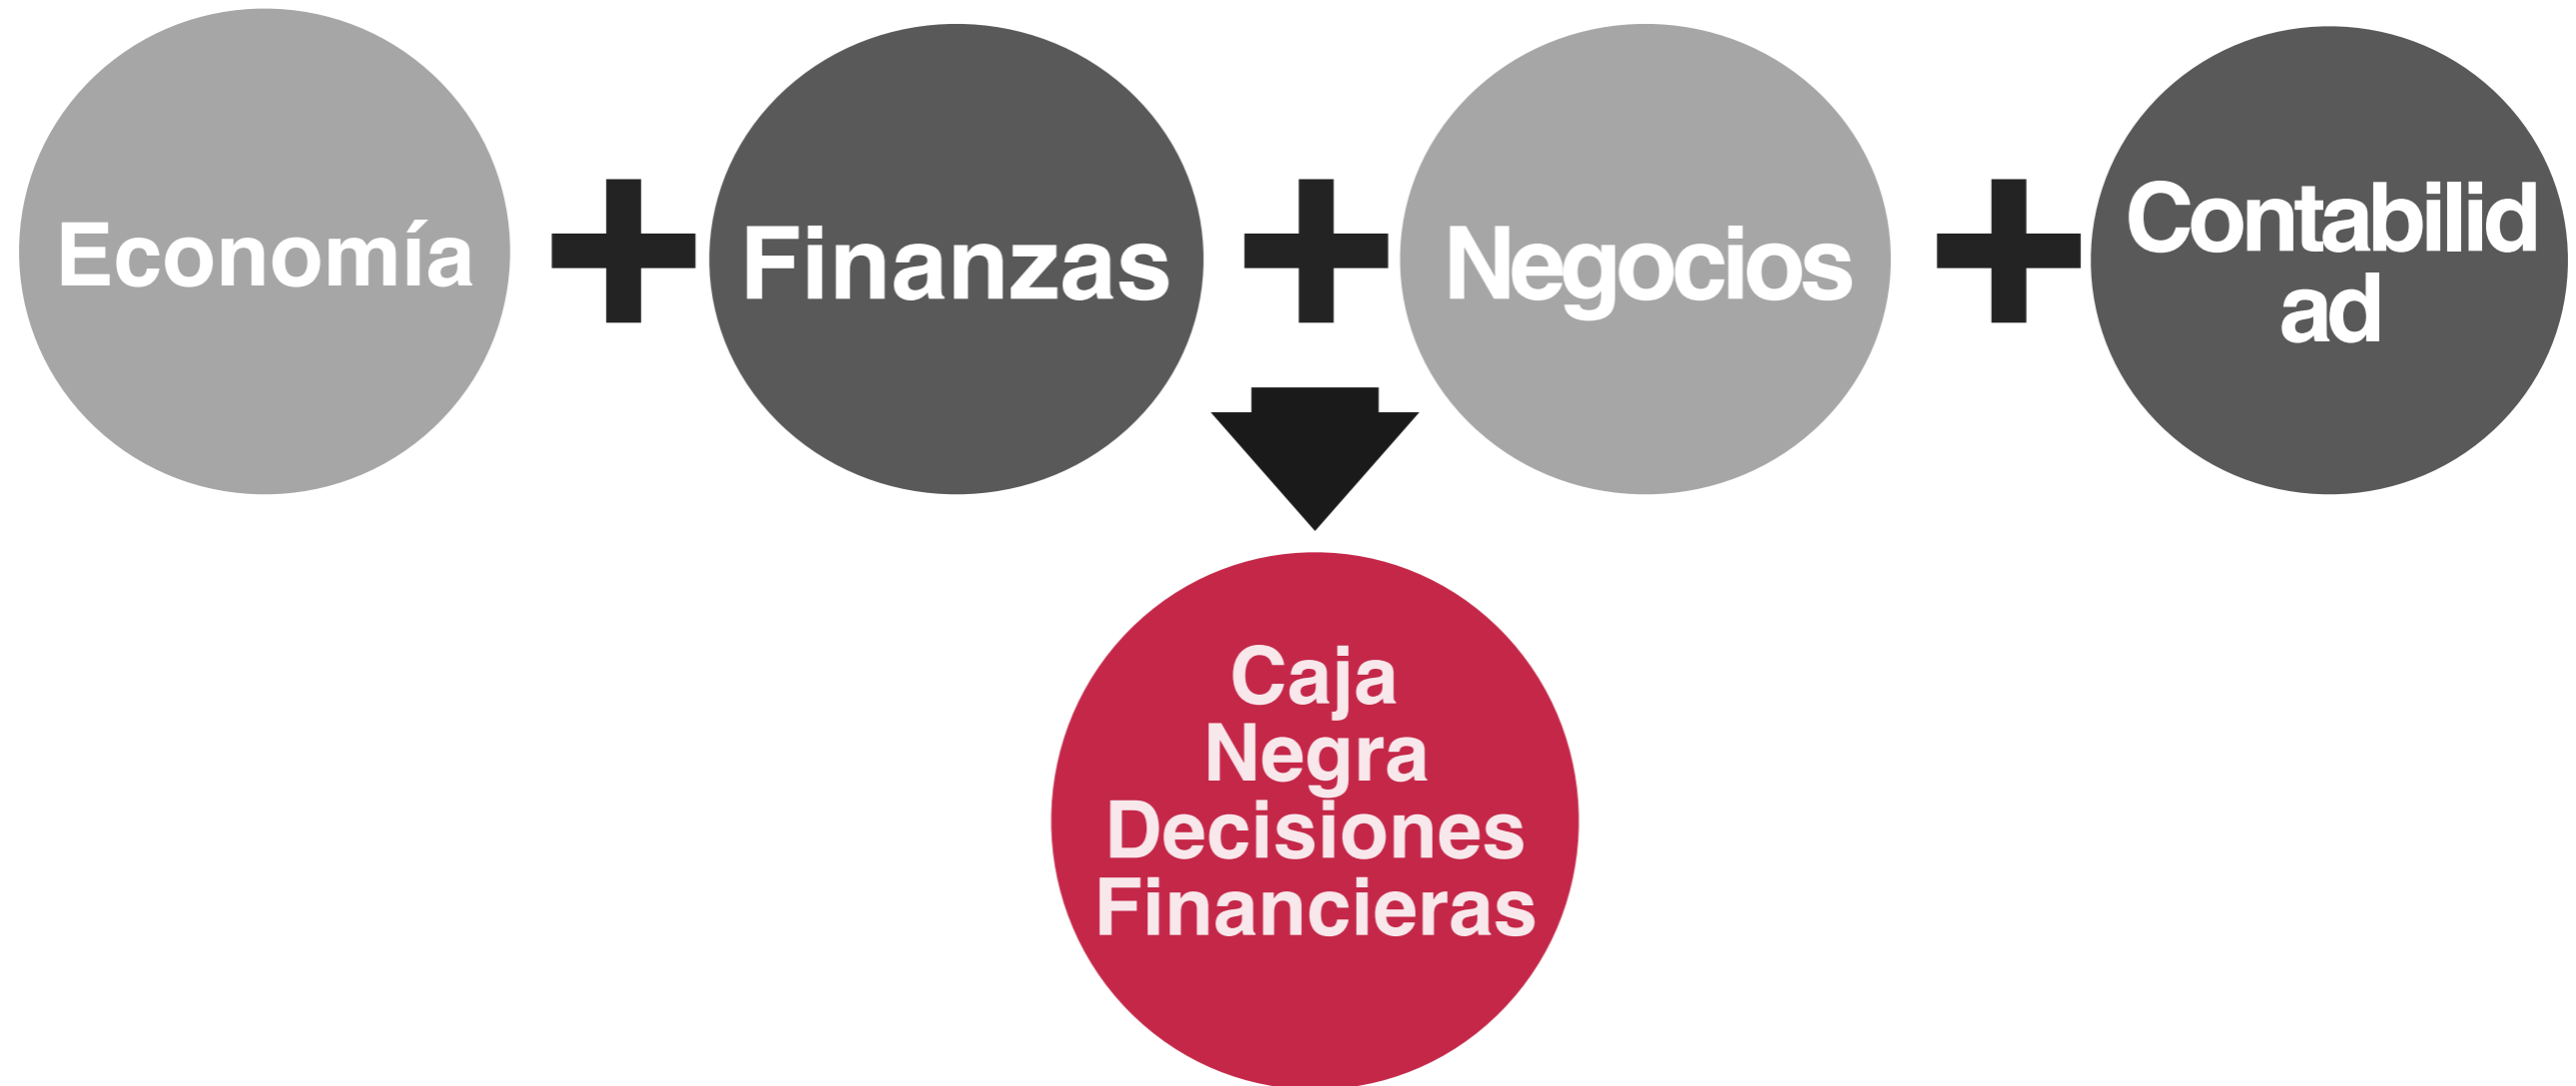 Economía
Finanzas
Negocios
Contabilid
ad
Caja
Negra
Decisiones
Financieras